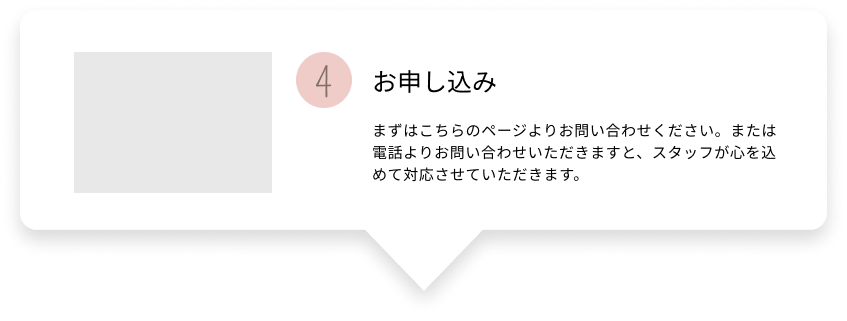 4
お申し込み
まずはこちらのページよりお問い合わせください。または
電話よりお問い合わせいただきますと、スタッフが心を込
めて対応させていただきます。